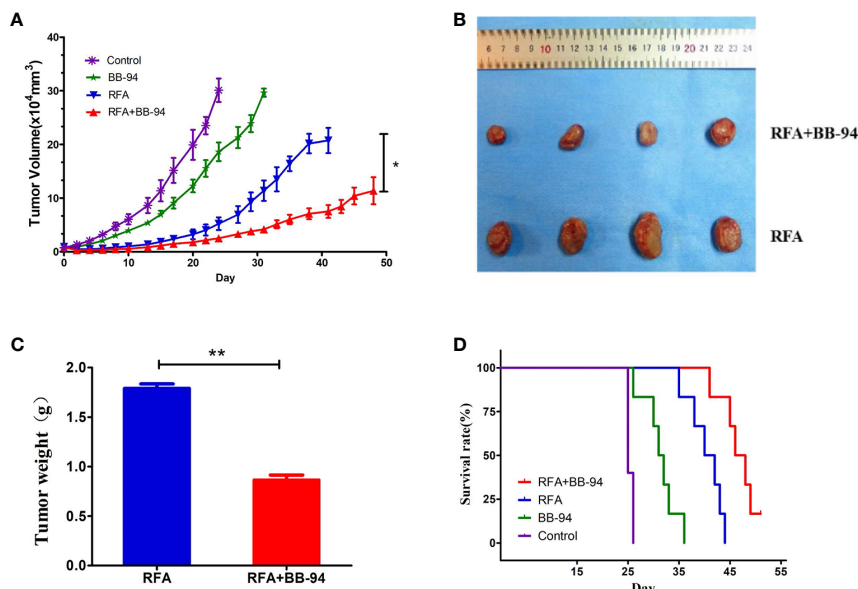 A
Tumor Volume(x10⁴mm³)
40
30
20
10
0
Control
BB-94
RFA
RFA+BB-94
*
0 10 20 30 40 50
Day
B
6 7 8 9 10 11 12 13 14 15 16 17 18 19 20 21 22 23 24
RFA+BB-94
RFA
C
Tumor weight（g）
2.0
1.5
1.0
0.5
0.0
**
RFA RFA+BB-94
D
Survival rate(%)
100
75
50
25
0
RFA+BB-94
RFA
BB-94
Control
15 25 35 45 55
Day